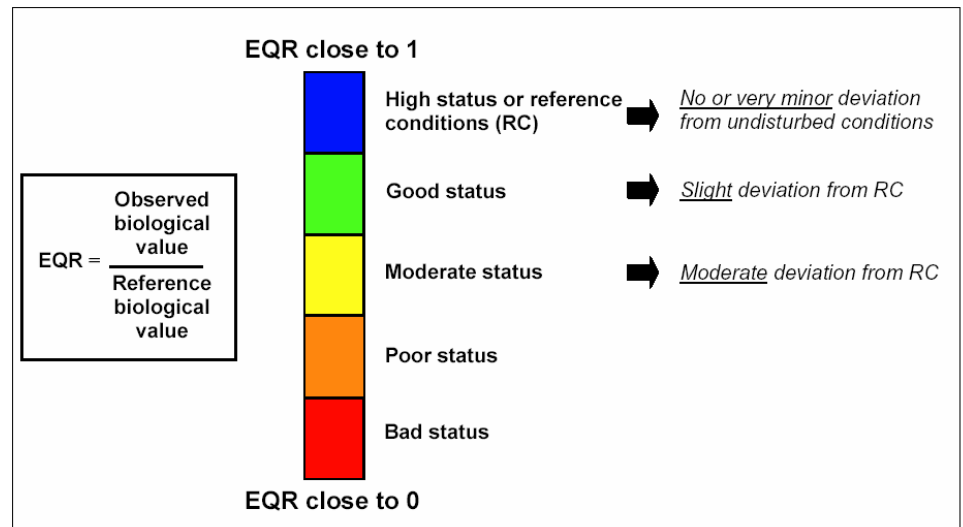 EQR close to 1
High status or reference
conditions (RC)
No or very minor deviation
from undisturbed conditions
Good status
Slight deviation from RC
Observed
biological
value
EQR =
Reference
biological
value
Moderate status
Moderate deviation from RC
Poor status
Bad status
EQR close to 0